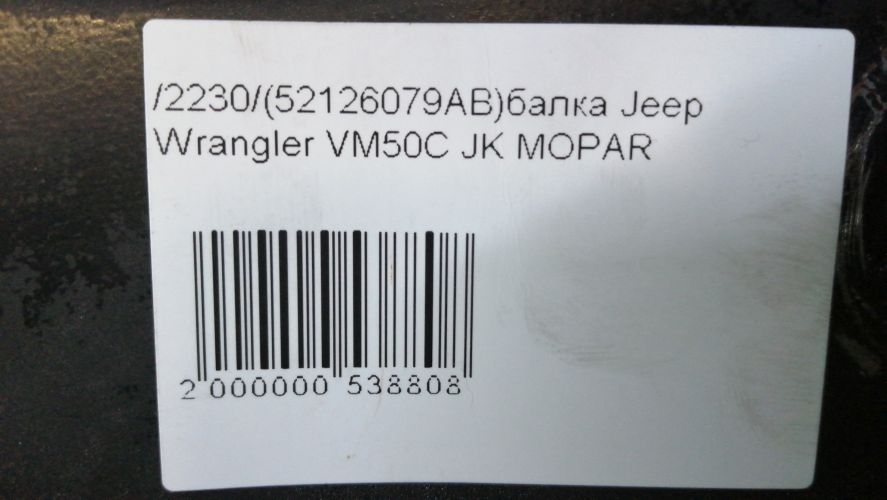 /2230/(52126079AB)балка Jeep
Wrangler VM50C JK MOPAR
2 000000 538808